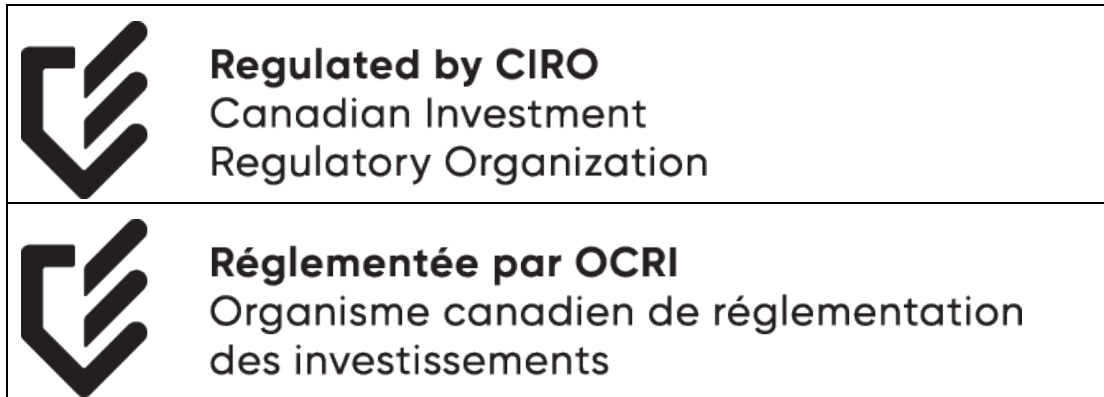 Regulated by CIRO
Canadian Investment
Regulatory Organization
Réglementée par OCRI
Organisme canadien de réglementation
des investissements